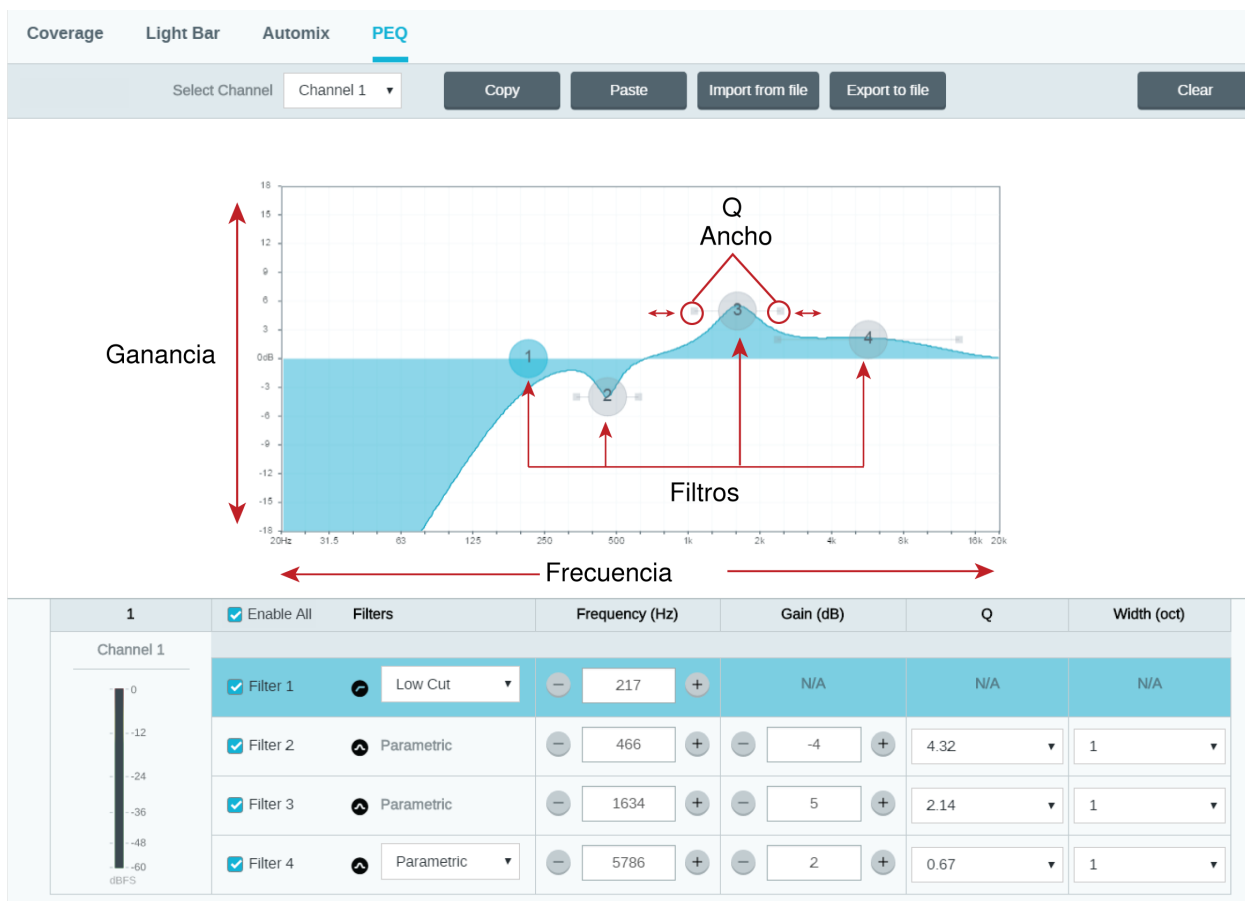 Coverage Light Bar Automix PEQ
Select Channel Channel 1 Copy Paste Import from file Export to file Clear
18
15
12
9
6
3
0dB
-3
-6
-9
-12
-15
-18
20Hz 31.5 63 125 250 500 1k 2k 4k 8k 16k 20k
Q
Ancho
Ganancia
1
2
3
4
Filtros
Frecuencia
1 Enable All Filters Frequency (Hz) Gain (dB) Q Width (oct)
Channel 1
0
-12
-24
-36
-48
-60
dBFS
Filter 1 Low Cut 217 N/A N/A N/A
Filter 2 Parametric 466 -4 4.32 1
Filter 3 Parametric 1634 5 2.14 1
Filter 4 Parametric 5786 2 0.67 1